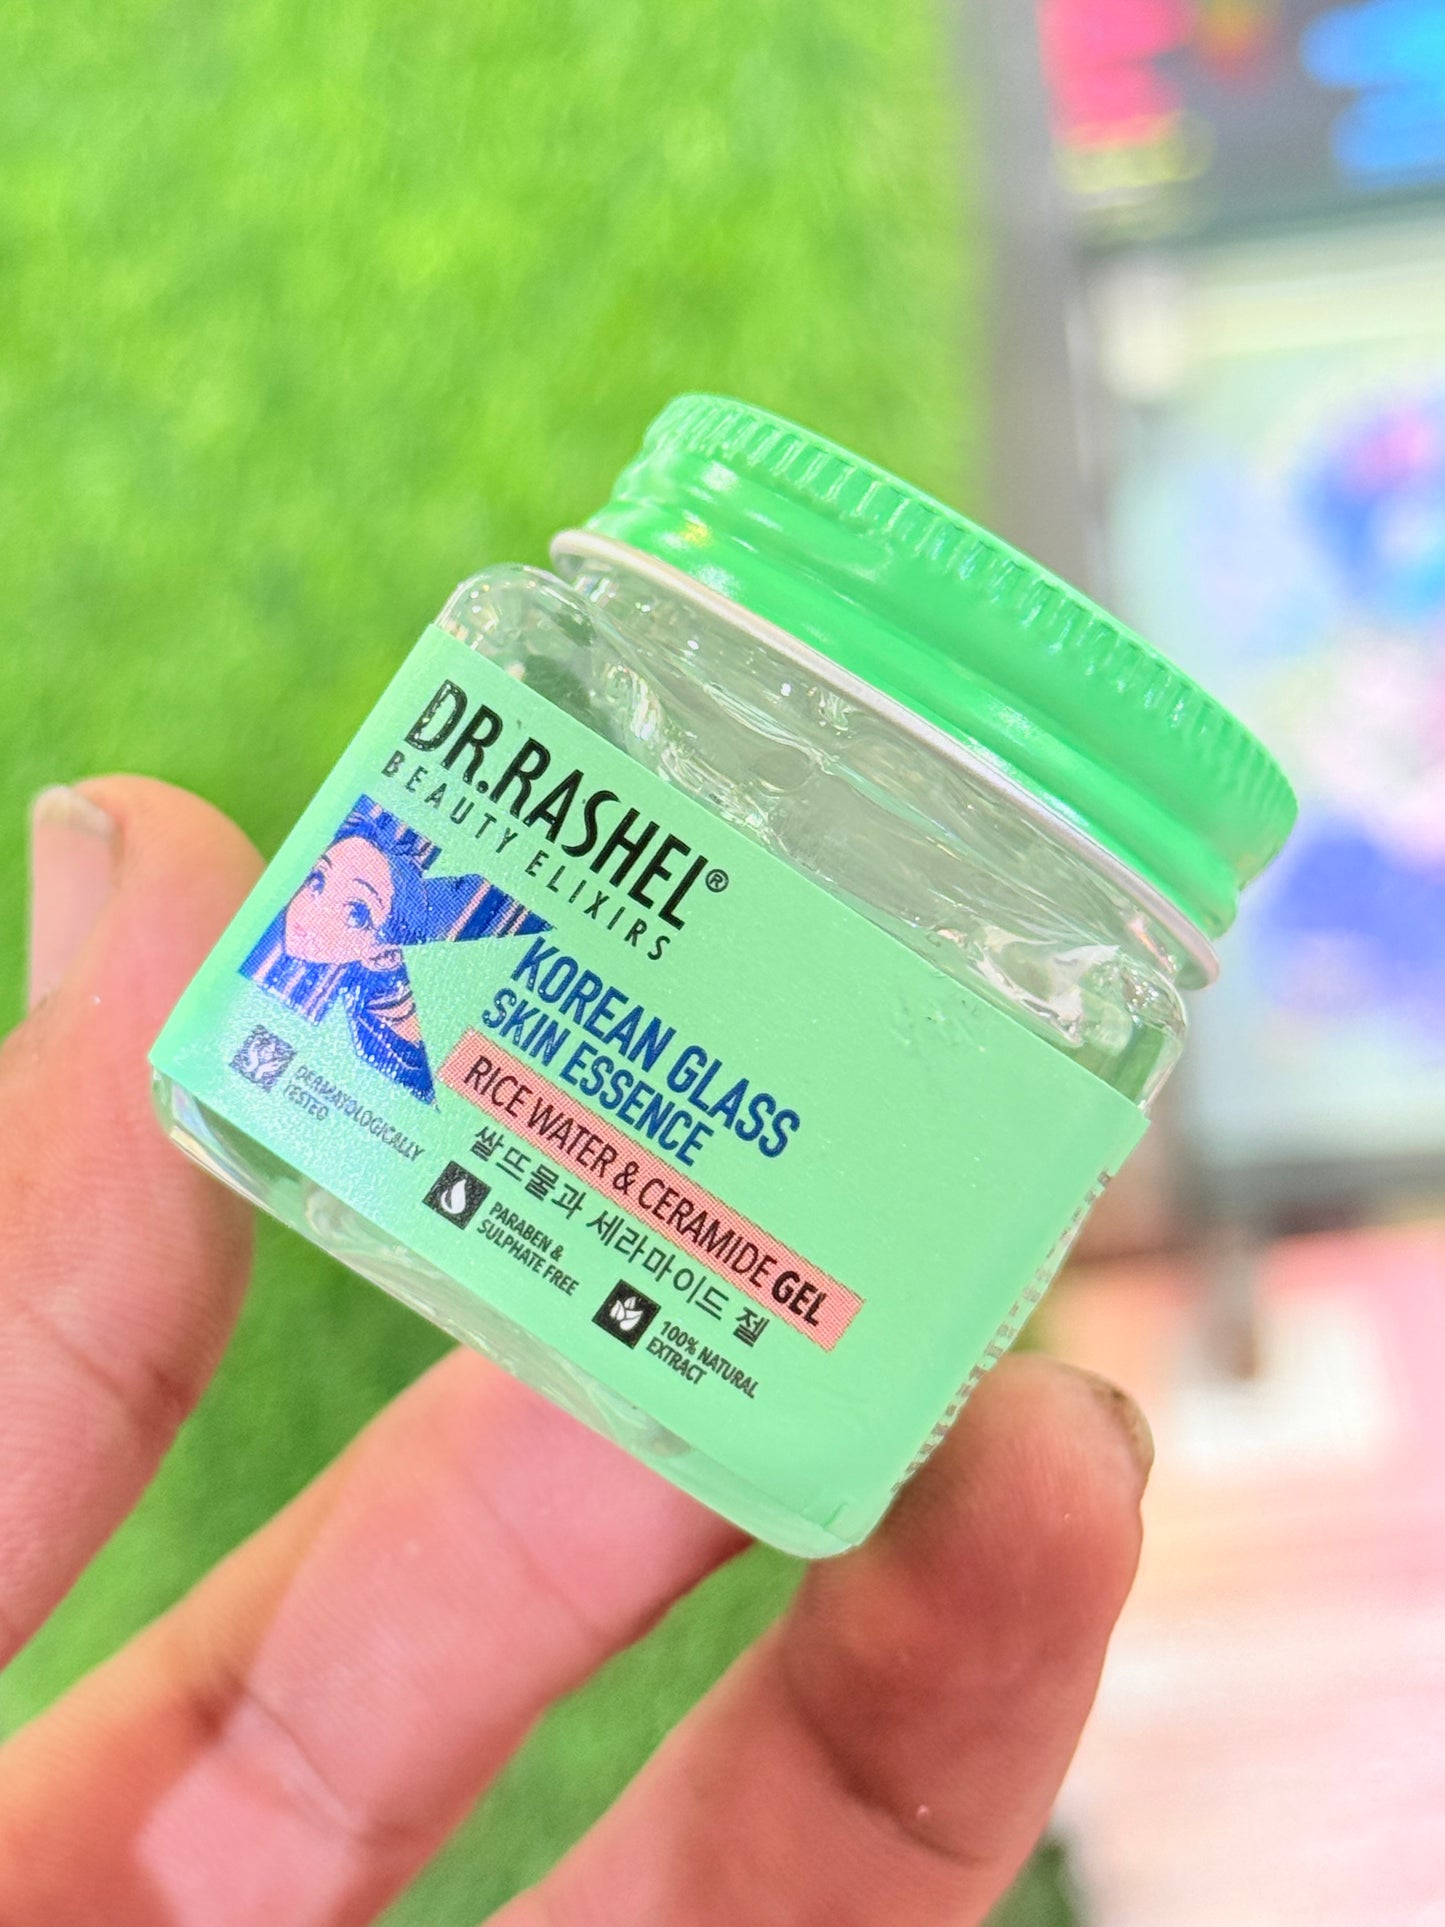 DR.RASHEL®
BEAUTY ELIXIRS
KOREAN GLASS
SKIN ESSENCE
RICE WATER & CERAMIDE GEL
쌀뜨물과 세라마이드 젤
DERMATOLOGICALLY
TESTED
PARABEN &
SULPHATE FREE
100% NATURAL
EXTRACT